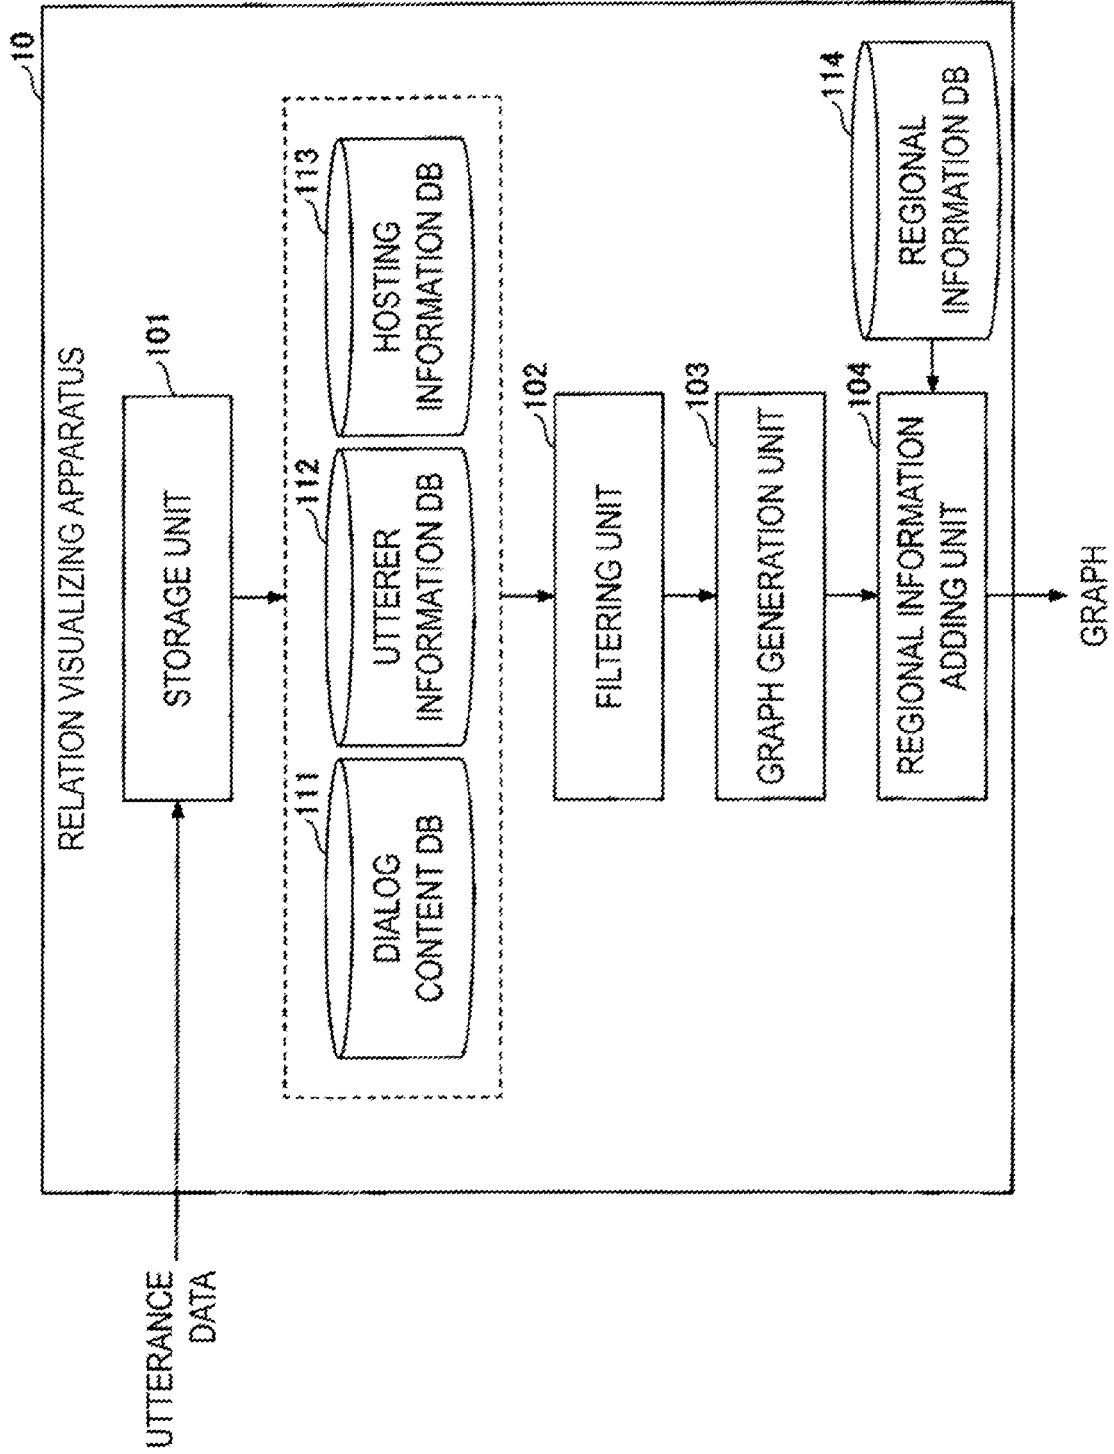 10
RELATION VISUALIZING APPARATUS
UTTERANCE
DATA
101
STORAGE UNIT
111
DIALOG
CONTENT DB
112
UTTERER
INFORMATION DB
113
HOSTING
INFORMATION DB
102
FILTERING UNIT
103
GRAPH GENERATION UNIT
104
REGIONAL INFORMATION
ADDING UNIT
114
REGIONAL
INFORMATION DB
GRAPH